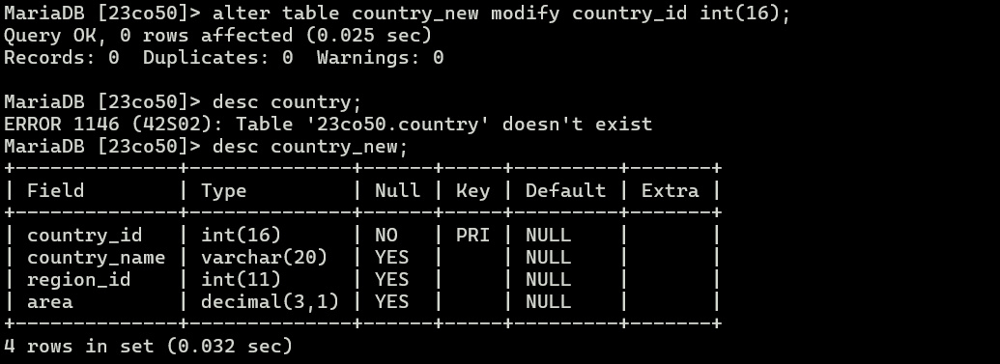 MariaDB [23co50]> alter table country_new modify country_id int(16);
Query OK, 0 rows affected (0.025 sec)
Records: 0  Duplicates: 0  Warnings: 0

MariaDB [23co50]> desc country;
ERROR 1146 (42S02): Table '23co50.country' doesn't exist
MariaDB [23co50]> desc country_new;
+--------------+--------------+------+-----+---------+-------+
| Field        | Type         | Null | Key | Default | Extra |
+--------------+--------------+------+-----+---------+-------+
| country_id   | int(16)      | NO   | PRI | NULL    |       |
| country_name | varchar(20)  | YES  |     | NULL    |       |
| region_id    | int(11)      | YES  |     | NULL    |       |
| area         | decimal(3,1) | YES  |     | NULL    |       |
+--------------+--------------+------+-----+---------+-------+
4 rows in set (0.032 sec)